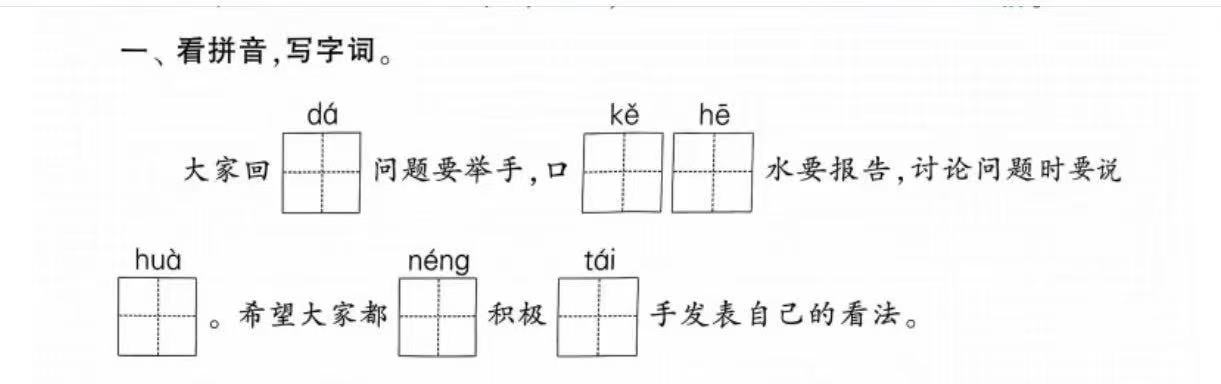 一、看拼音,写字词。
dá kě hē
大家回 问题要举手,口 水要报告,讨论问题时要说
huà néng tái
。希望大家都 积极 手发表自己的看法。